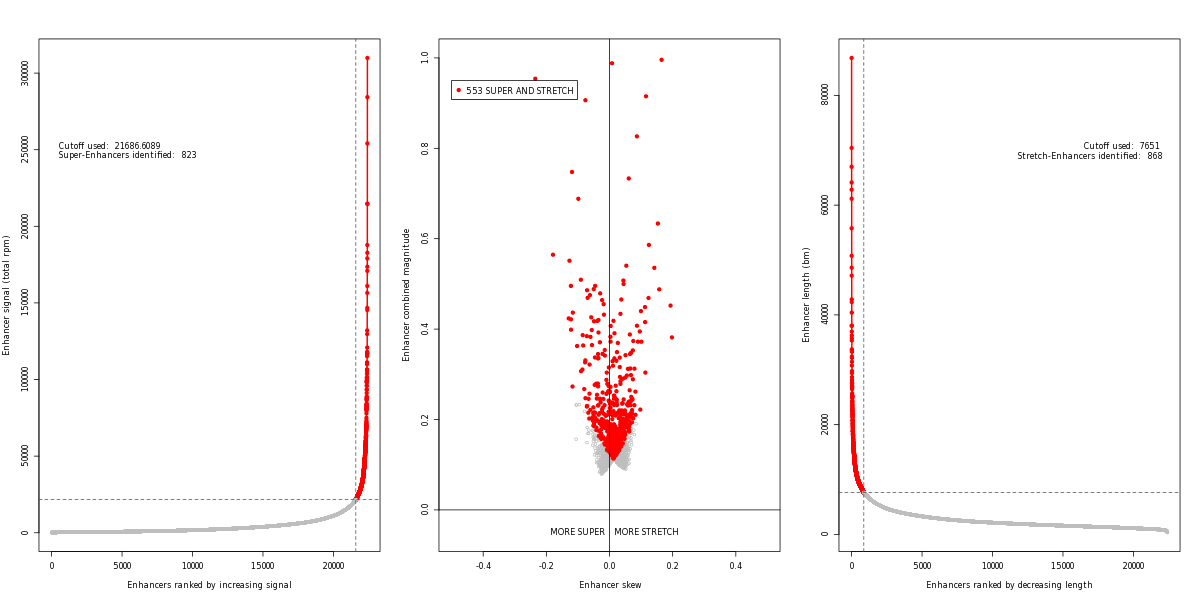 Enhancer signal (total rpm)
300000
250000
200000
150000
100000
50000
0
Cutoff used: 21686.6089
Super-Enhancers identified: 823
0 5000 10000 15000 20000
Enhancers ranked by increasing signal
Enhancer combined magnitude
1.0
0.8
0.6
0.4
0.2
0.0
553 SUPER AND STRETCH
MORE SUPER MORE STRETCH
-0.4 -0.2 0.0 0.2 0.4
Enhancer skew
Enhancer length (bm)
80000
60000
40000
20000
0
Cutoff used: 7651
Stretch-Enhancers identified: 868
0 5000 10000 15000 20000
Enhancers ranked by decreasing length